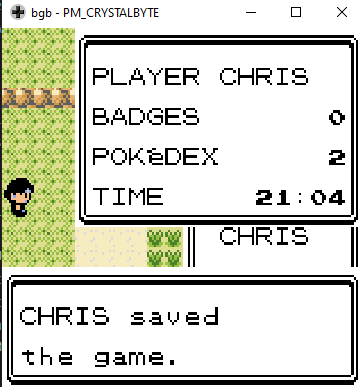 bgb - PM_CRYSTALBYTE
PLAYER CHRIS
BADGES 0
POKéDEX 2
TIME 21:04
CHRIS
CHRIS saved
the game.